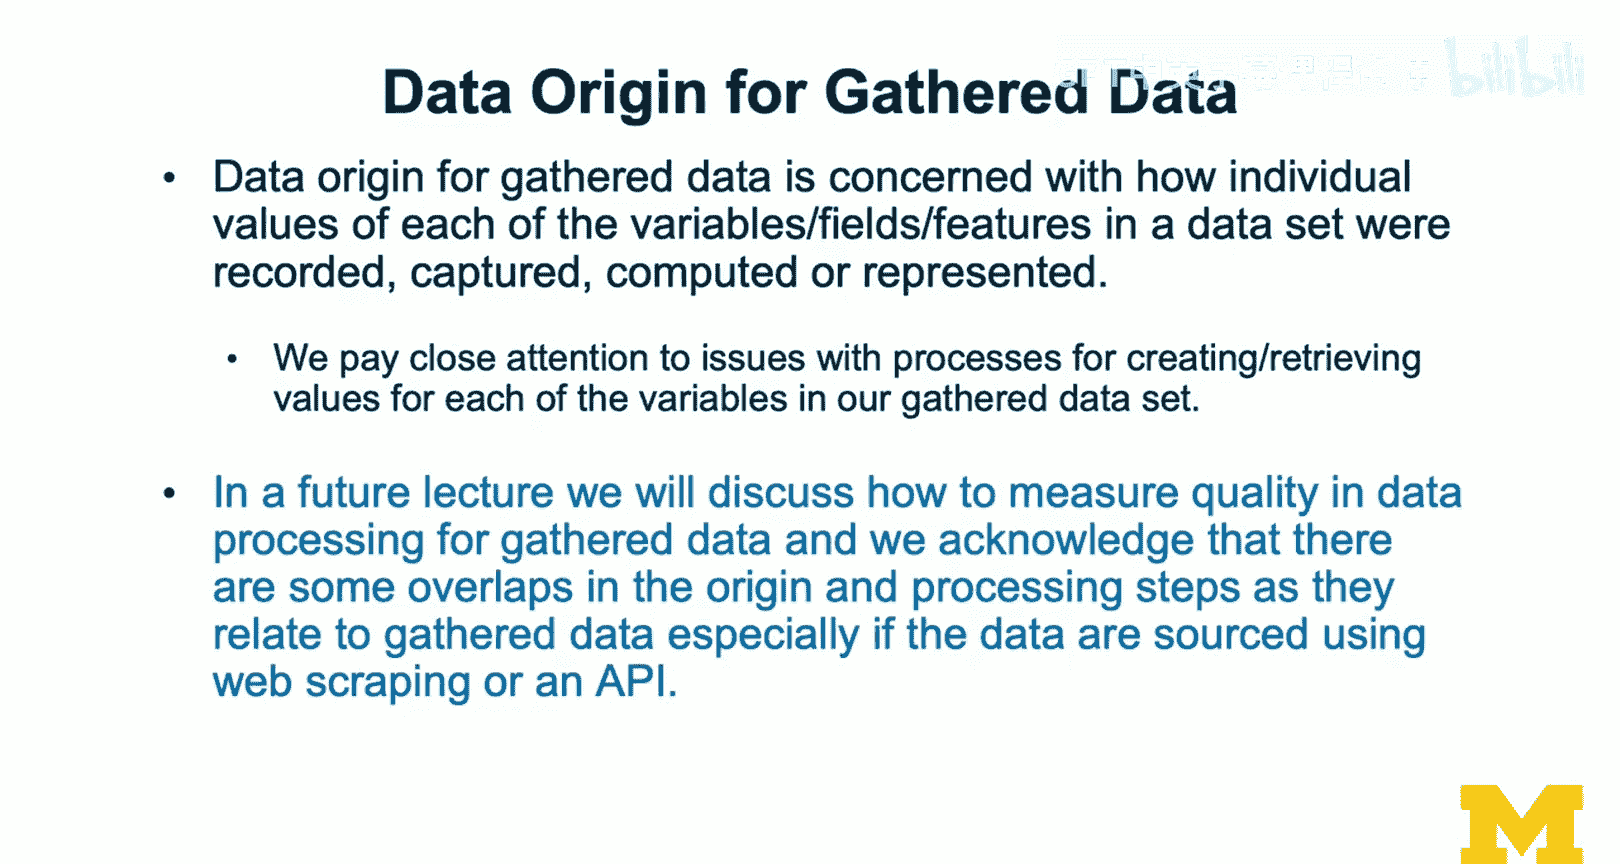 Data Origin for Gathered Data
bilibili
• Data origin for gathered data is concerned with how individual
values of each of the variables/fields/features in a data set were
recorded, captured, computed or represented.
• We pay close attention to issues with processes for creating/retrieving
values for each of the variables in our gathered data set.
• In a future lecture we will discuss how to measure quality in data
processing for gathered data and we acknowledge that there
are some overlaps in the origin and processing steps as they
relate to gathered data especially if the data are sourced using
web scraping or an API.
M